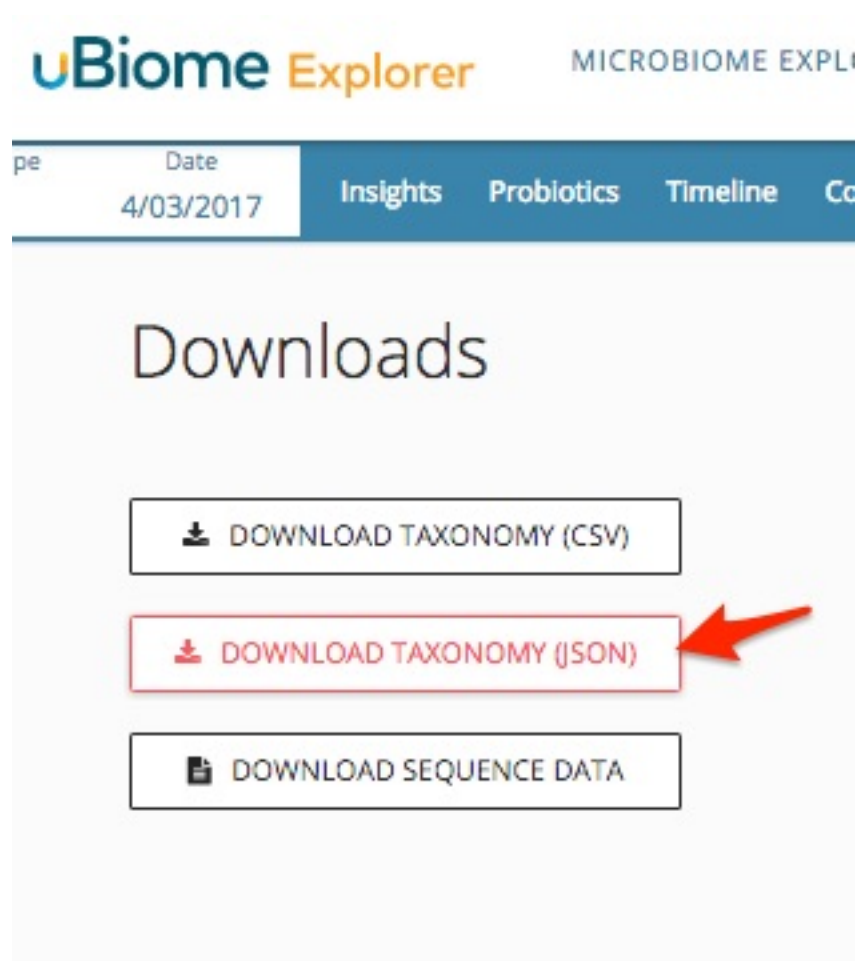 uBiome Explorer MICROBIOME EXPL
pe Date
4/03/2017 Insights Probiotics Timeline Co
Downloads
DOWNLOAD TAXONOMY (CSV)
DOWNLOAD TAXONOMY (JSON)
DOWNLOAD SEQUENCE DATA